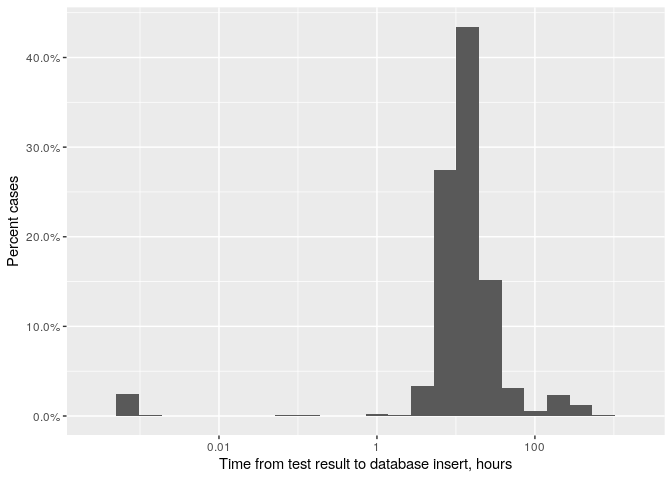 40.0%
30.0%
20.0%
10.0%
0.0%
Percent cases
0.01 1 100
Time from test result to database insert, hours